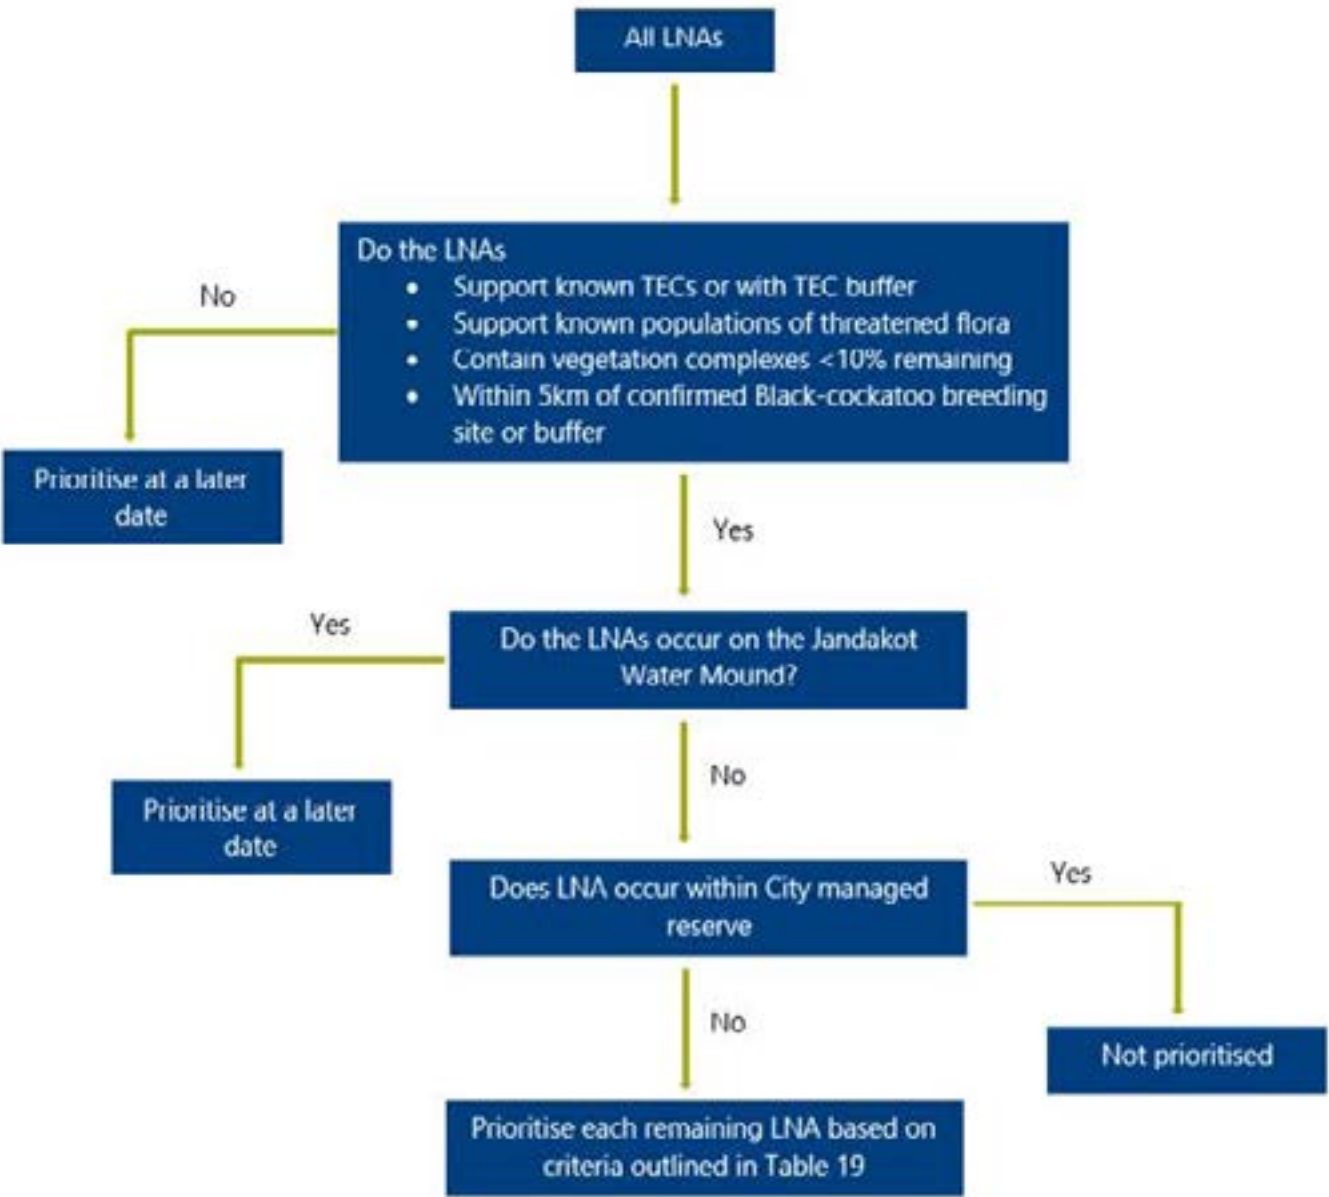 All LNAs
Do the LNAs
• Support known TECs or with TEC buffer
• Support known populations of threatened flora
• Contain vegetation complexes <10% remaining
• Within 5km of confirmed Black-cockatoo breeding
site or buffer
No
Prioritise at a later
date
Yes
Do the LNAs occur on the Jandakot
Water Mound?
Yes
Prioritise at a later
date
No
Does LNA occur within City managed
reserve
Yes
Not prioritised
No
Prioritise each remaining LNA based on
criteria outlined in Table 19